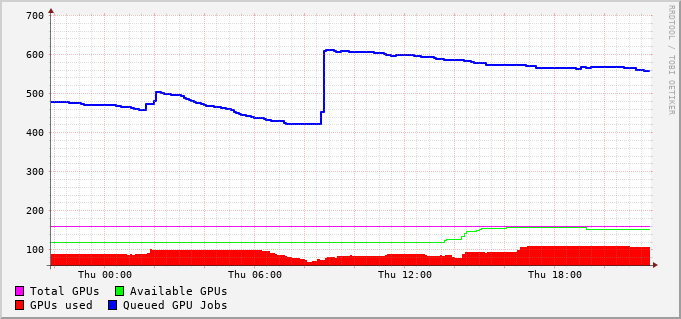 RRDTOOL / TOBI OETIKER
700
600
500
400
300
200
100
Thu 00:00 Thu 06:00 Thu 12:00 Thu 18:00
Total GPUs Available GPUs
GPUs used Queued GPU Jobs